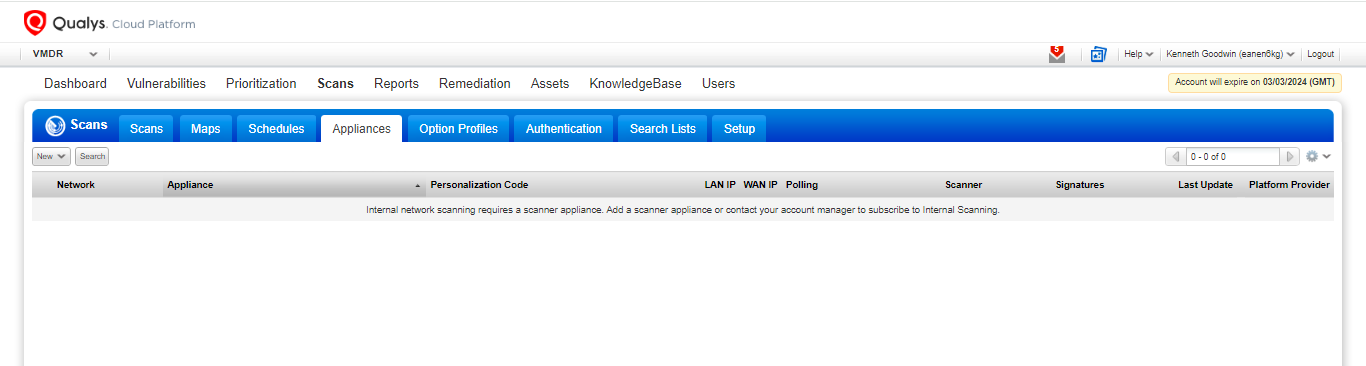 Qualys. Cloud Platform
VMDR
5
Help
Kenneth Goodwin (eanen6kg)
Logout
Dashboard Vulnerabilities Prioritization Scans Reports Remediation Assets KnowledgeBase Users
Account will expire on 03/03/2024 (GMT)
Scans Scans Maps Schedules Appliances Option Profiles Authentication Search Lists Setup
New Search 0 - 0 of 0
Network Appliance Personalization Code LAN IP WAN IP Polling Scanner Signatures Last Update Platform Provider
Internal network scanning requires a scanner appliance. Add a scanner appliance or contact your account manager to subscribe to Internal Scanning.